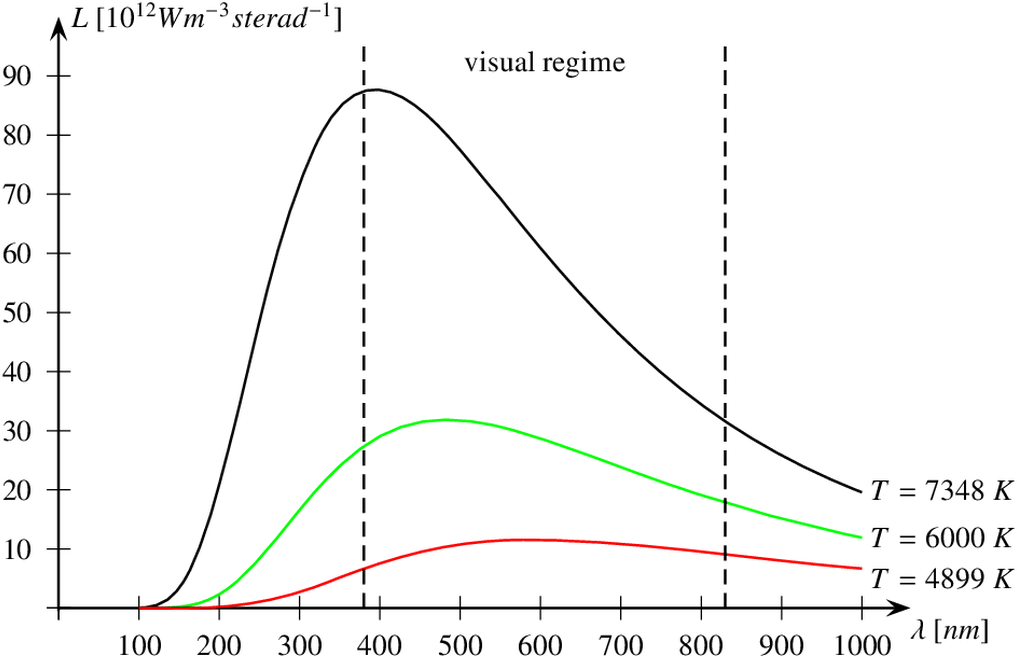 L [10¹²Wm⁻³sterad⁻¹]
visual regime
90
80
70
60
50
40
30
20
10
T = 7348 K
T = 6000 K
T = 4899 K
100 200 300 400 500 600 700 800 900 1000
λ [nm]